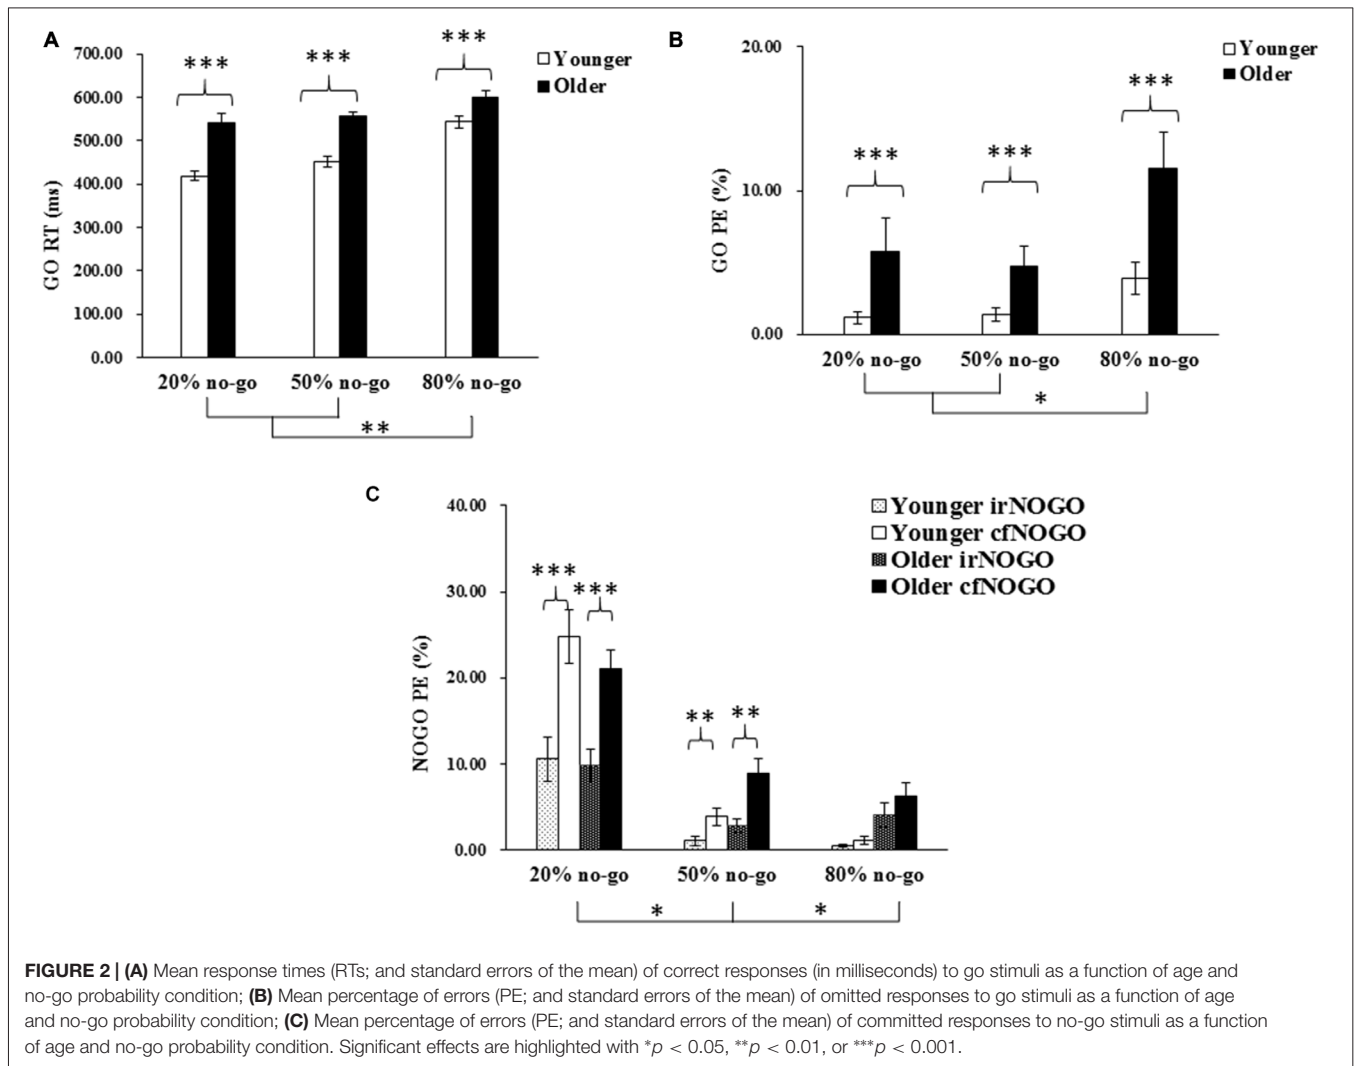 A
700.00
600.00
500.00
400.00
300.00
200.00
100.00
0.00
GO RT (ms)
***
***
***
Younger
Older
20% no-go
50% no-go
80% no-go
**
B
20.00
10.00
0.00
GO PE (%)
***
***
***
Younger
Older
20% no-go
50% no-go
80% no-go
*
C
40.00
30.00
20.00
10.00
0.00
NOGO PE (%)
***
***
**
**
Younger irNOGO
Younger cfNOGO
Older irNOGO
Older cfNOGO
20% no-go
50% no-go
80% no-go
*
*
FIGURE 2 | (A) Mean response times (RTs; and standard errors of the mean) of correct responses (in milliseconds) to go stimuli as a function of age and
no-go probability condition; (B) Mean percentage of errors (PE; and standard errors of the mean) of omitted responses to go stimuli as a function of age
and no-go probability condition; (C) Mean percentage of errors (PE; and standard errors of the mean) of committed responses to no-go stimuli as a function
of age and no-go probability condition. Significant effects are highlighted with *p < 0.05, **p < 0.01, or ***p < 0.001.